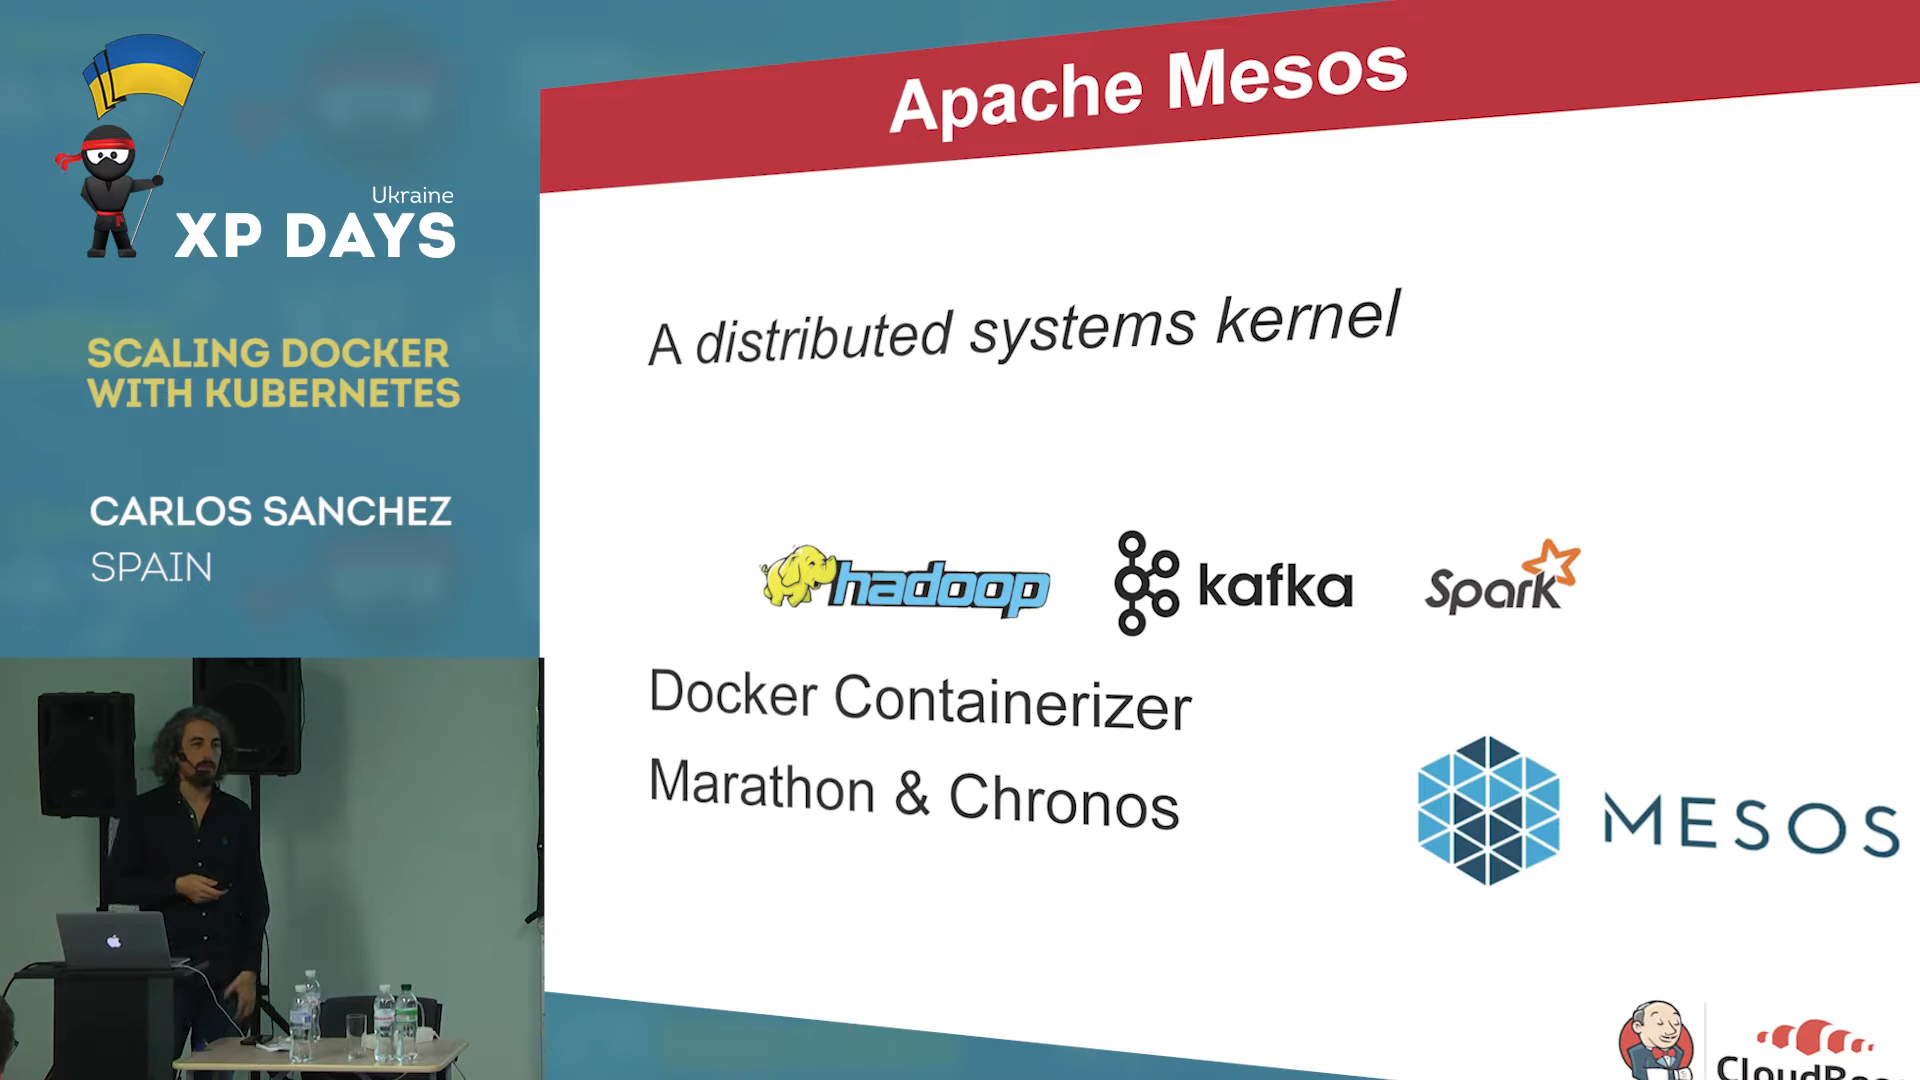 Ukraine
XP DAYS
SCALING DOCKER
WITH KUBERNETES
CARLOS SANCHEZ
SPAIN
Apache Mesos
A distributed systems kernel
hadoop
kafka
Spark
Docker Containerizer
Marathon & Chronos
MESOS